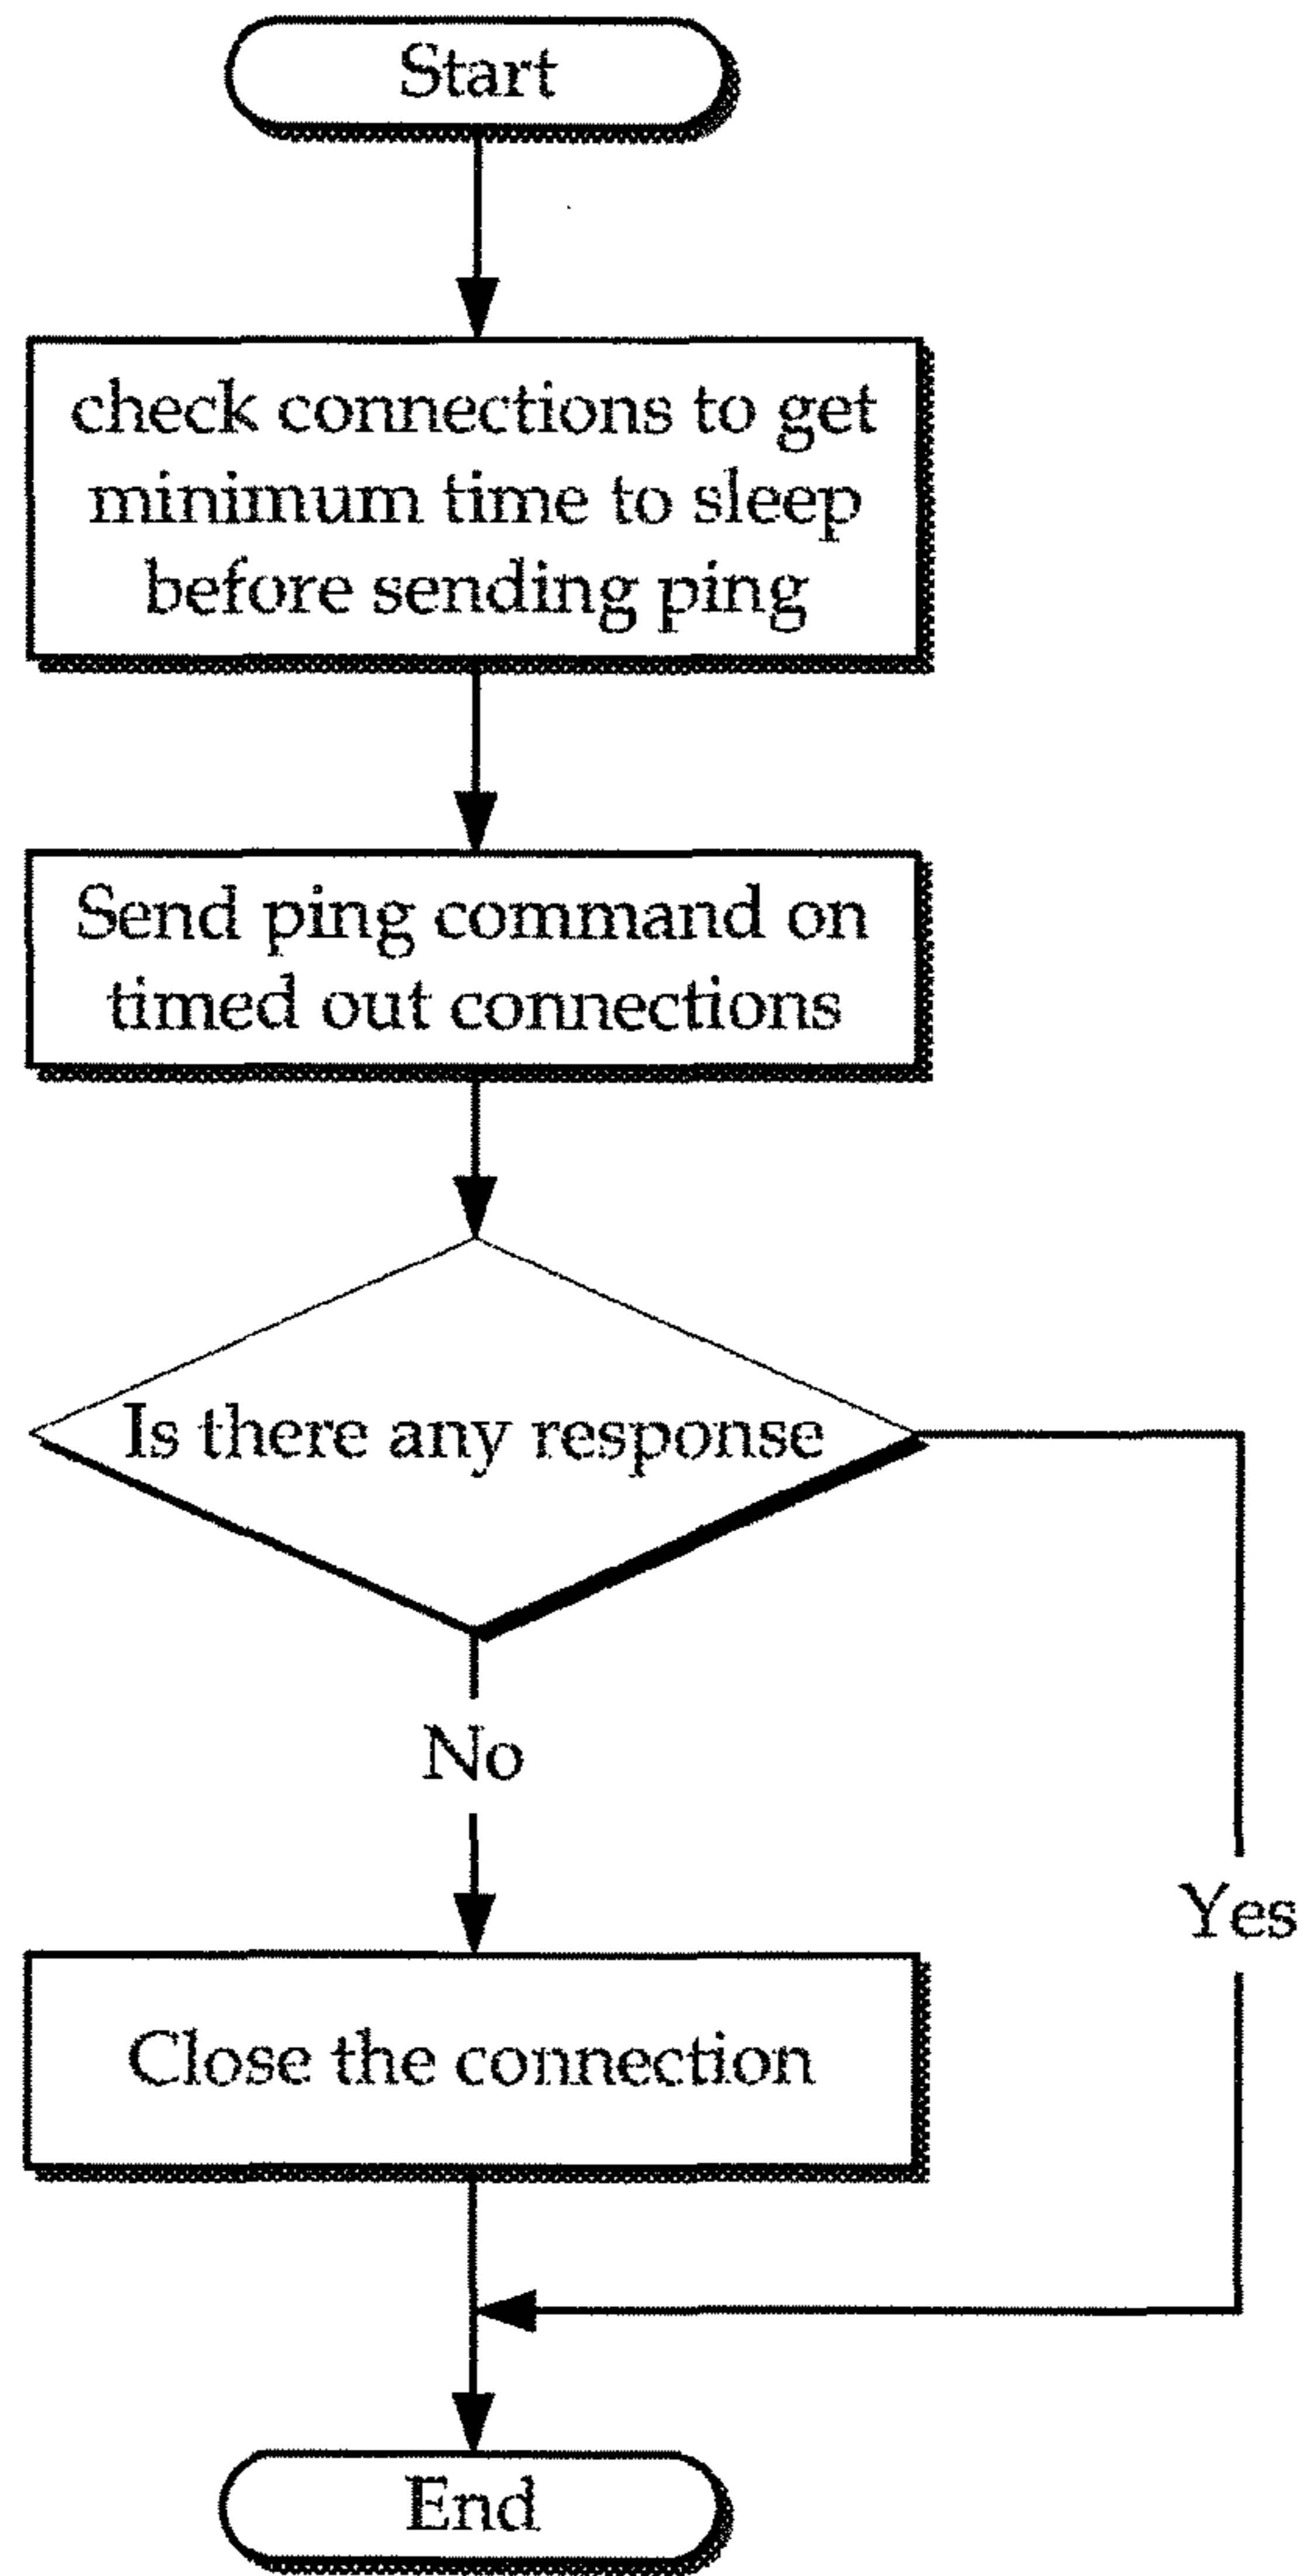 Start
check connections to get
minimum time to sleep
before sending ping
Send ping command on
timed out connections
Is there any response
No
Yes
Close the connection
End